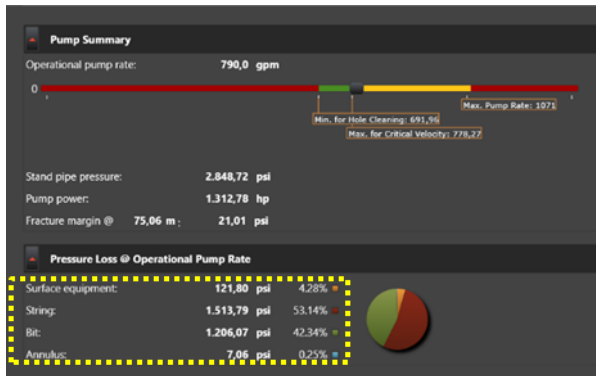 Pump Summary
Operational pump rate: 790,0 gpm
0
Max. Pump Rate: 1071
Min. for Hole Cleaning: 691,96
Max. for Critical Velocity: 778,27
Stand pipe pressure: 2.848,72 psi
Pump power: 1.312,78 hp
Fracture margin @ 75,06 m : 21,01 psi
Pressure Loss @ Operational Pump Rate
Surface equipment: 121,80 psi 4.28%
String: 1.513,79 psi 53.14%
Bit: 1.206,07 psi 42.34%
Annulus: 7,06 psi 0.25%